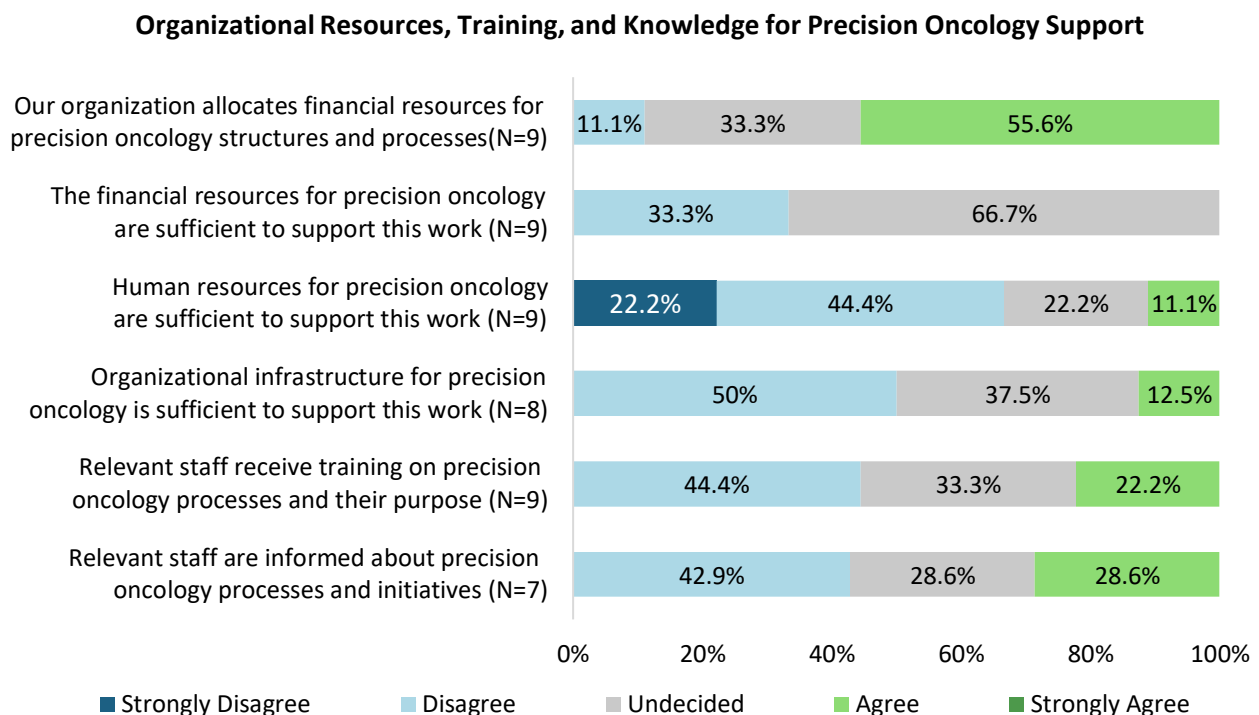 Organizational Resources, Training, and Knowledge for Precision Oncology Support
Our organization allocates financial resources for
precision oncology structures and processes(N=9)
11.1% 33.3% 55.6%
The financial resources for precision oncology
are sufficient to support this work (N=9)
33.3% 66.7%
Human resources for precision oncology
are sufficient to support this work (N=9)
22.2% 44.4% 22.2% 11.1%
Organizational infrastructure for precision
oncology is sufficient to support this work (N=8)
50% 37.5% 12.5%
Relevant staff receive training on precision
oncology processes and their purpose (N=9)
44.4% 33.3% 22.2%
Relevant staff are informed about precision
oncology processes and initiatives (N=7)
42.9% 28.6% 28.6%
0% 20% 40% 60% 80% 100%
Strongly Disagree Disagree Undecided Agree Strongly Agree